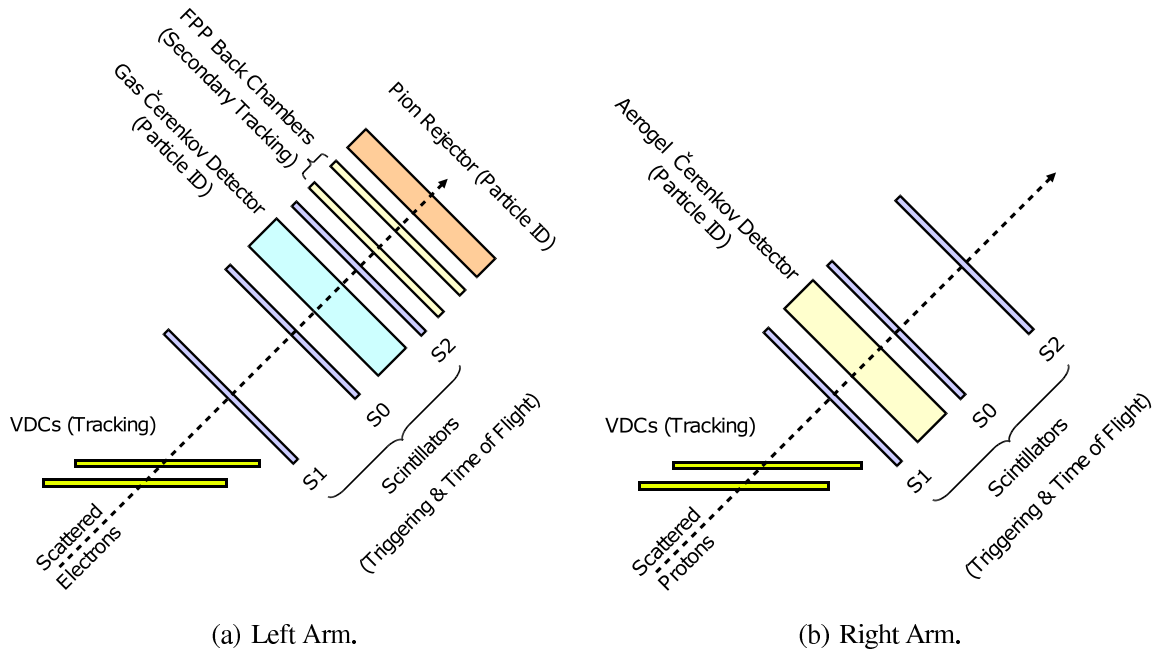 FPP Back Chambers
(Secondary Tracking)
Gas Čerenkov Detector
(Particle ID)
Pion Rejector (Particle ID)
VDCs (Tracking)
S2
S0
S1
Scintillators
(Triggering & Time of Flight)
Scattered
Electrons
(a) Left Arm.
Aerogel Čerenkov Detector
(Particle ID)
VDCs (Tracking)
S2
S0
S1
Scintillators
(Triggering & Time of Flight)
Scattered
Protons
(b) Right Arm.